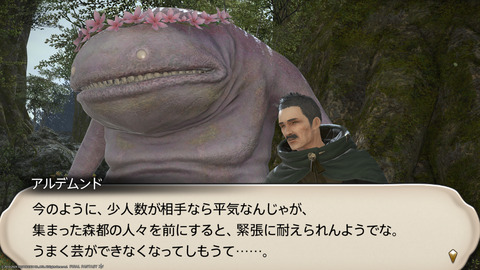 アルデムンド
今のように、少人数が相手なら平気なんじゃが、
集まった森都の人々を前にすると、緊張に耐えられんようでな。
うまく芸ができなくなってしもうて……。
FINAL FANTASY XIV